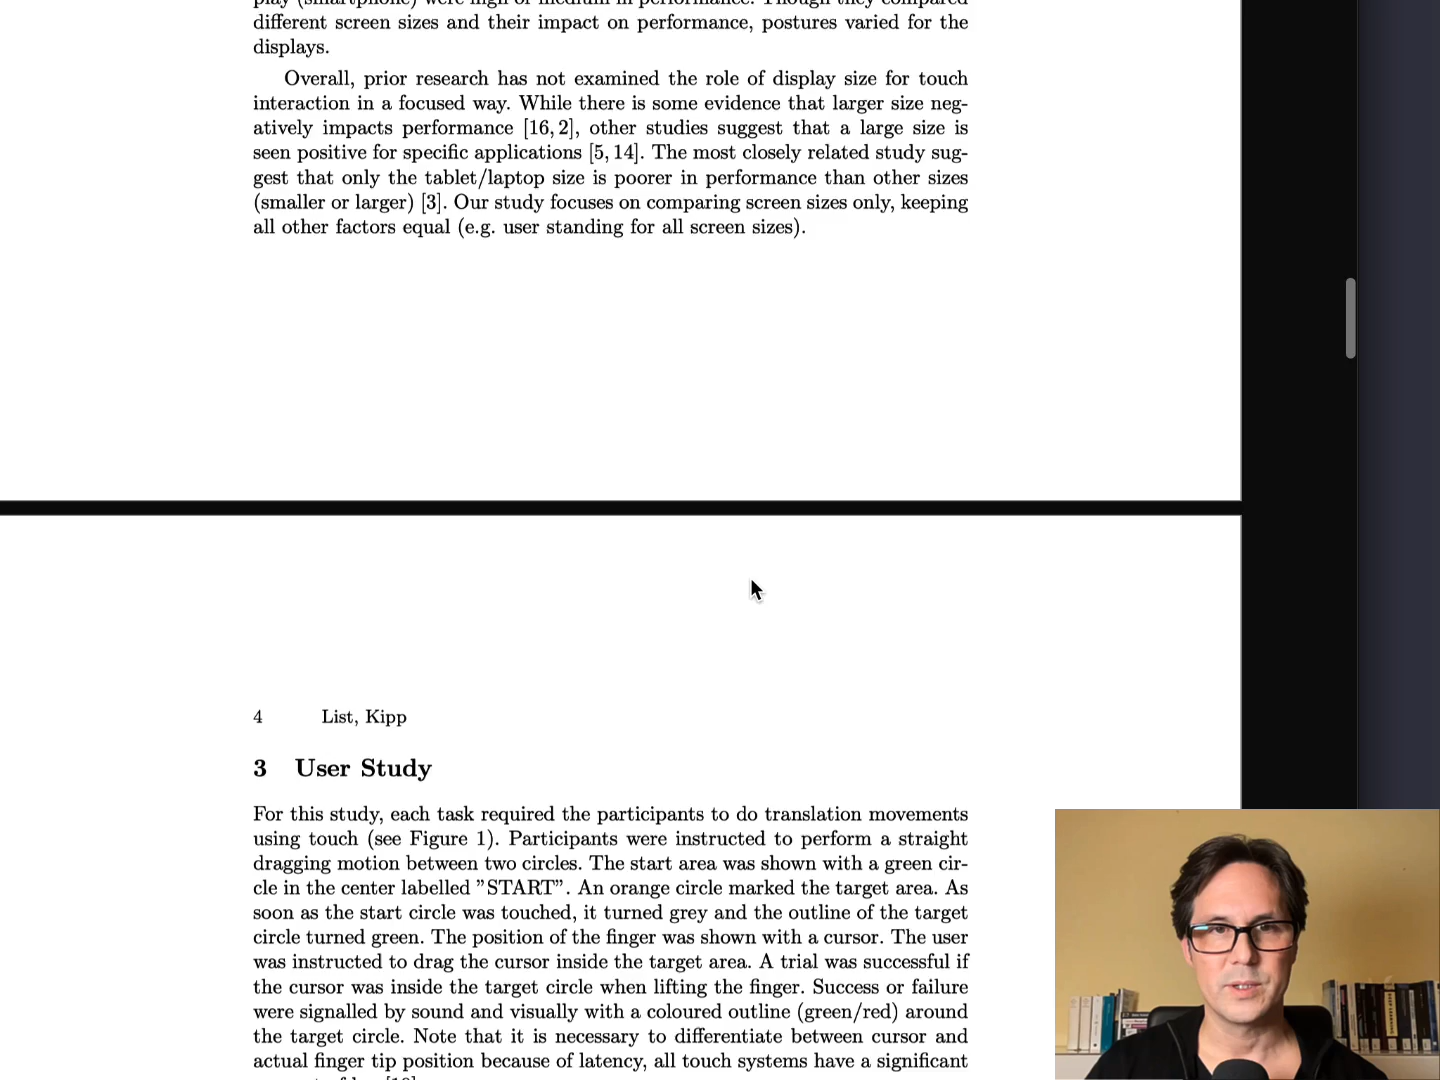 different screen sizes and their impact on performance, postures varied for the
displays.
Overall, prior research has not examined the role of display size for touch
interaction in a focused way. While there is some evidence that larger size neg-
atively impacts performance [16, 2], other studies suggest that a large size is
seen positive for specific applications [5, 14]. The most closely related study sug-
gest that only the tablet/laptop size is poorer in performance than other sizes
(smaller or larger) [3]. Our study focuses on comparing screen sizes only, keeping
all other factors equal (e.g. user standing for all screen sizes).
4 List, Kipp
3 User Study
For this study, each task required the participants to do translation movements
using touch (see Figure 1). Participants were instructed to perform a straight
dragging motion between two circles. The start area was shown with a green cir-
cle in the center labelled ”START”. An orange circle marked the target area. As
soon as the start circle was touched, it turned grey and the outline of the target
circle turned green. The position of the finger was shown with a cursor. The user
was instructed to drag the cursor inside the target area. A trial was successful if
the cursor was inside the target circle when lifting the finger. Success or failure
were signalled by sound and visually with a coloured outline (green/red) around
the target circle. Note that it is necessary to differentiate between cursor and
actual finger tip position because of latency, all touch systems have a significant